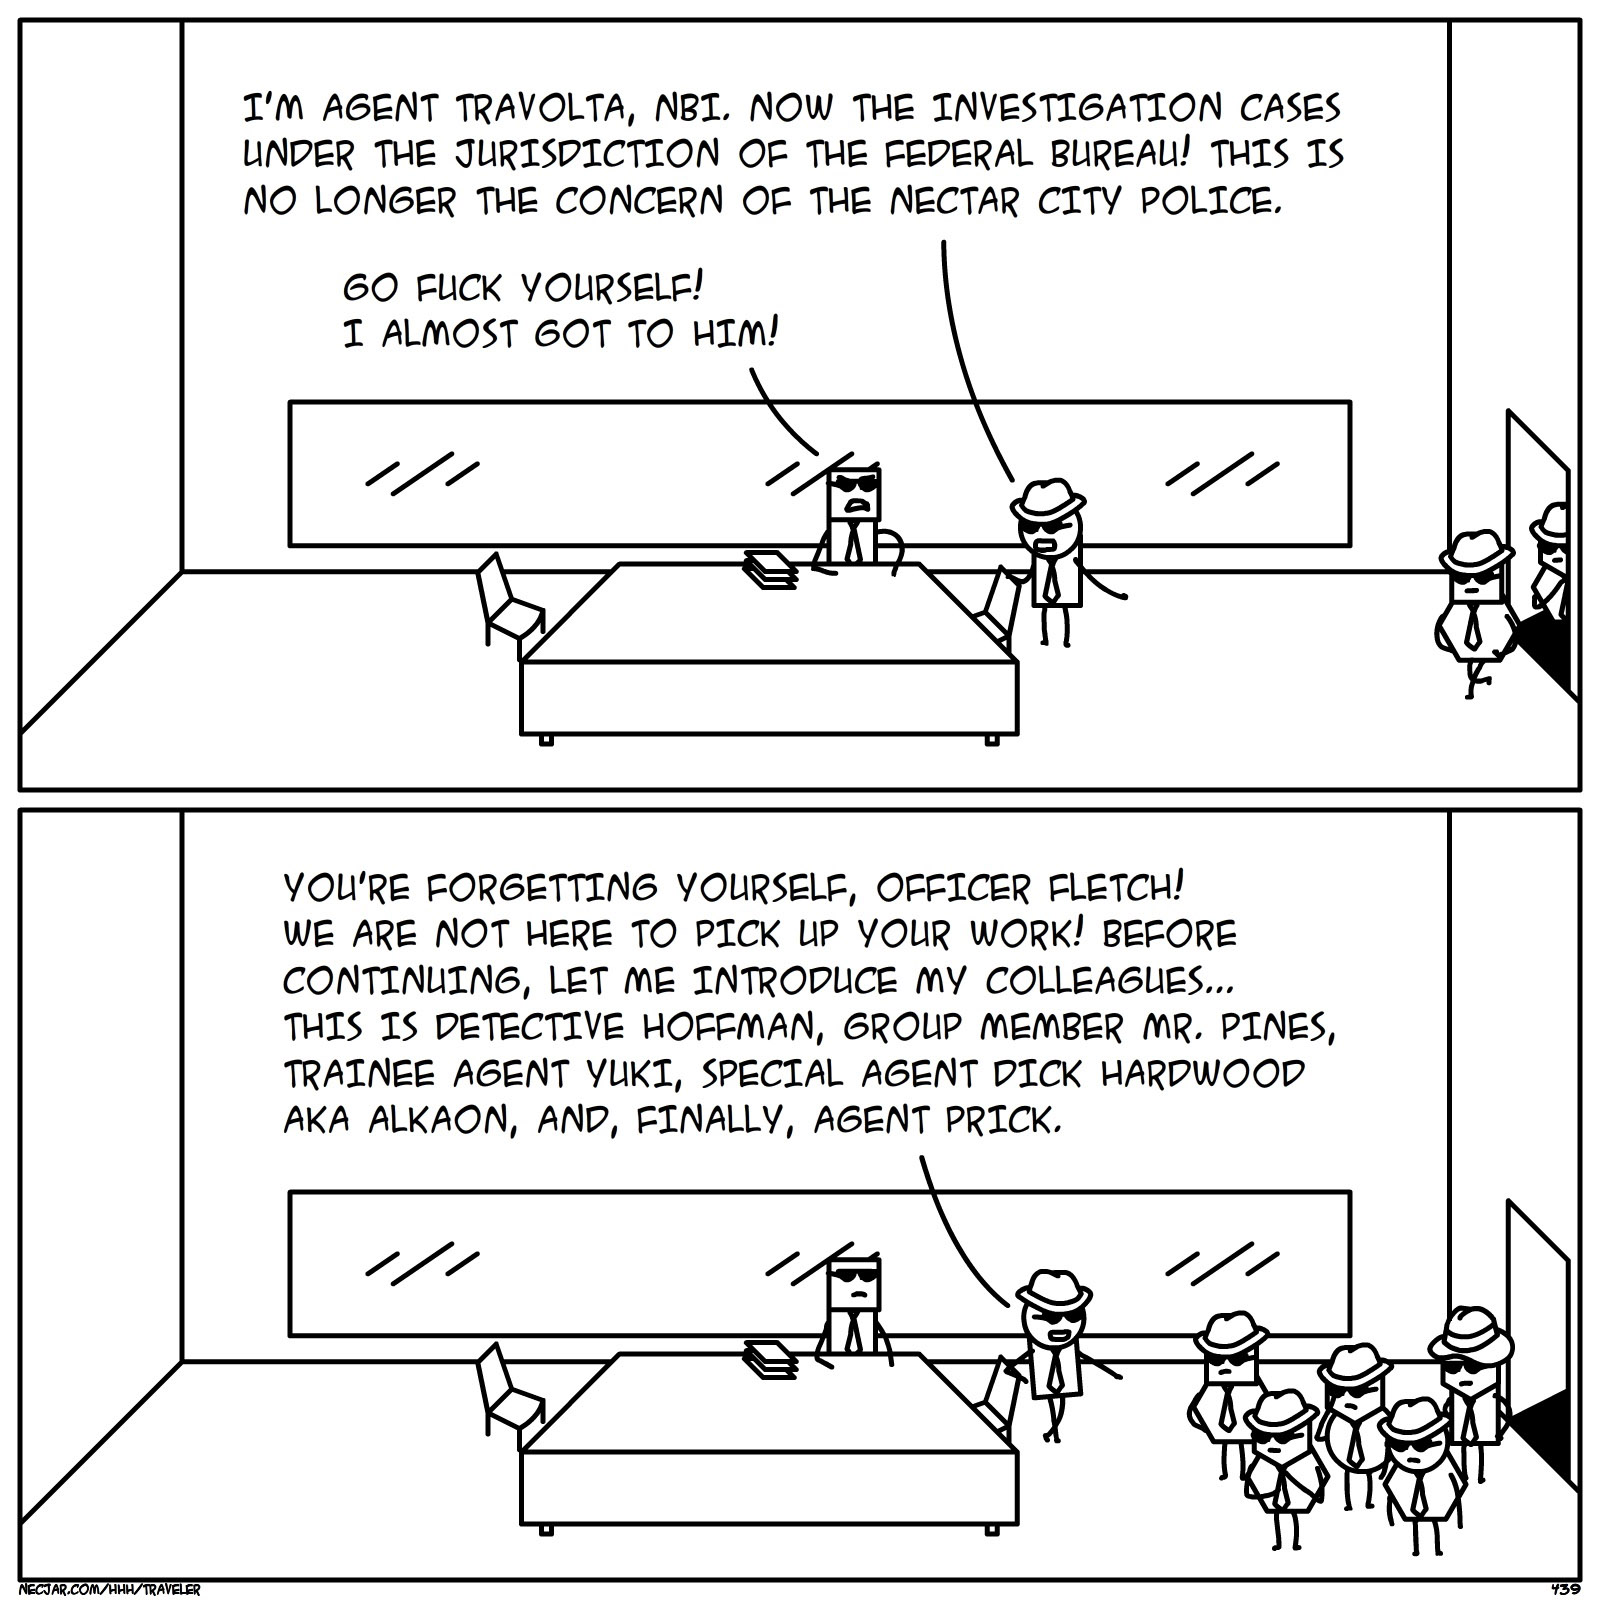 I'M AGENT TRAVOLTA, NBI. NOW THE INVESTIGATION CASES
UNDER THE JURISDICTION OF THE FEDERAL BUREAU! THIS IS
NO LONGER THE CONCERN OF THE NECTAR CITY POLICE.
GO FUCK YOURSELF!
I ALMOST GOT TO HIM!
YOU'RE FORGETTING YOURSELF, OFFICER FLETCH!
WE ARE NOT HERE TO PICK UP YOUR WORK! BEFORE
CONTINUING, LET ME INTRODUCE MY COLLEAGUES...
THIS IS DETECTIVE HOFFMAN, GROUP MEMBER MR. PINES,
TRAINEE AGENT YUKI, SPECIAL AGENT DICK HARDWOOD
AKA ALKAON, AND, FINALLY, AGENT PRICK.
NECJAR.COM/HHH/TRAVELER
439